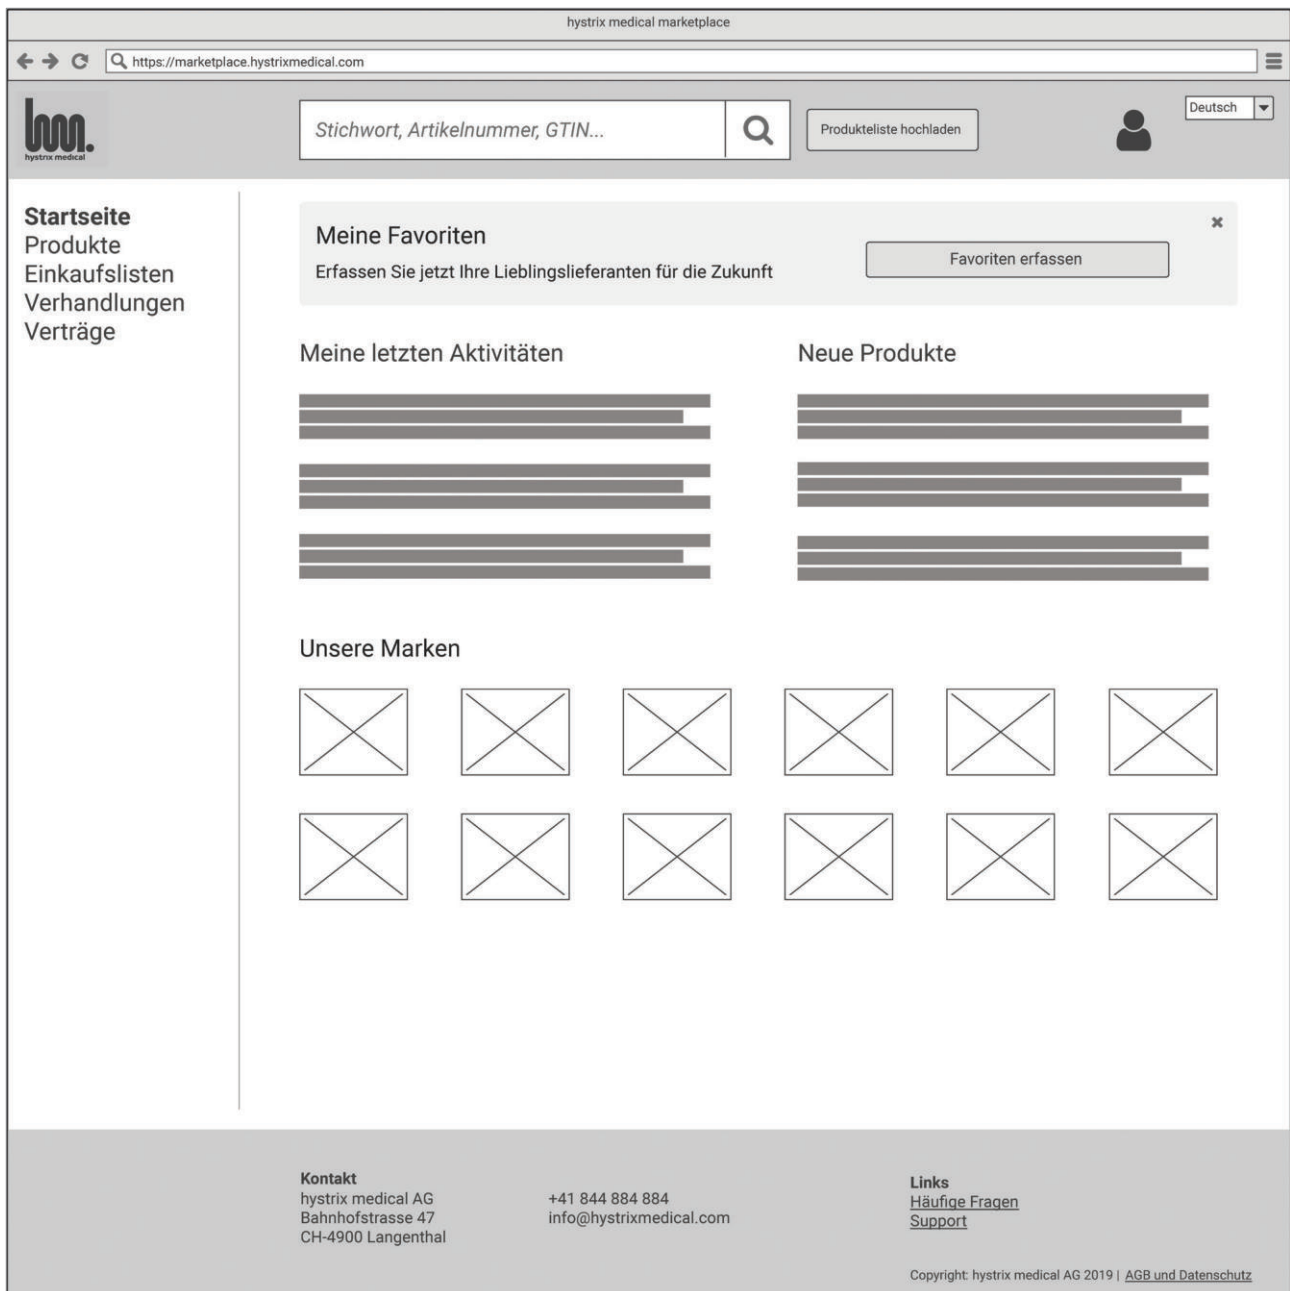 hystrix medical marketplace
https://marketplace.hystrixmedical.com
hm.
hystrix medical
Stichwort, Artikelnummer, GTIN...
Produkteliste hochladen
Deutsch
Startseite
Produkte
Einkaufslisten
Verhandlungen
Verträge
Meine Favoriten
Erfassen Sie jetzt Ihre Lieblingslieferanten für die Zukunft
Favoriten erfassen
Meine letzten Aktivitäten
Neue Produkte
Unsere Marken
Kontakt
hystrix medical AG
Bahnhofstrasse 47
CH-4900 Langenthal
+41 844 884 884
info@hystrixmedical.com
Links
Häufige Fragen
Support
Copyright: hystrix medical AG 2019 | AGB und Datenschutz